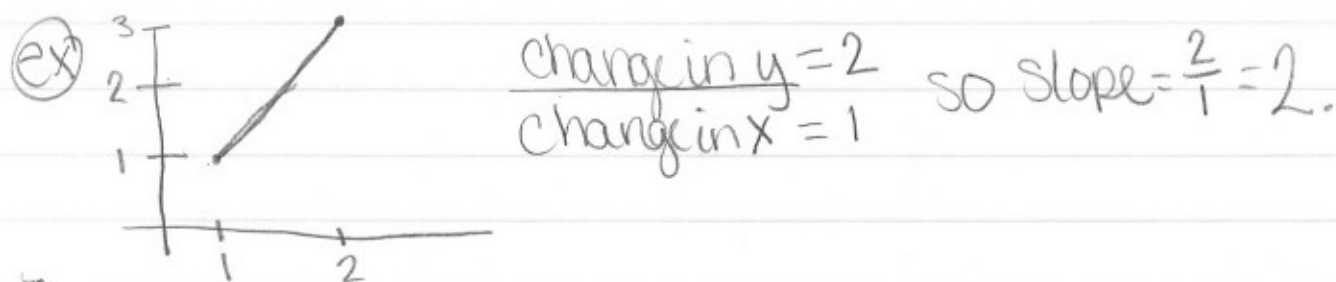 ex
3
2
1
1 2
change in y = 2
change in x = 1
so slope = 2/1 = 2.